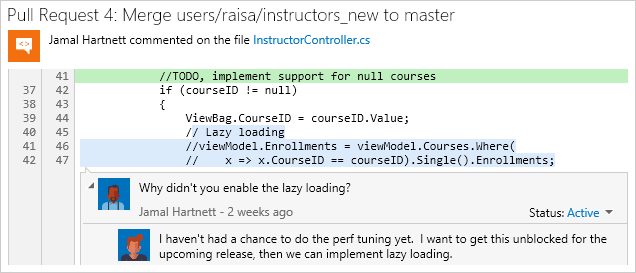 Pull Request 4: Merge users/raisa/instructors_new to master
Jamal Hartnett commented on the file InstructorController.cs
41 //TODO, implement support for null courses
37 42 if (courseID != null)
38 43 {
39 44 ViewBag.CourseID = courseID.Value;
40 45 // Lazy loading
41 46 //viewModel.Enrollments = viewModel.Courses.Where(
42 47 // x => x.CourseID == courseID).Single().Enrollments;
Why didn't you enable the lazy loading?
Jamal Hartnett - 2 weeks ago Status: Active
I haven't had a chance to do the perf tuning yet. I want to get this unblocked for the
upcoming release, then we can implement lazy loading.